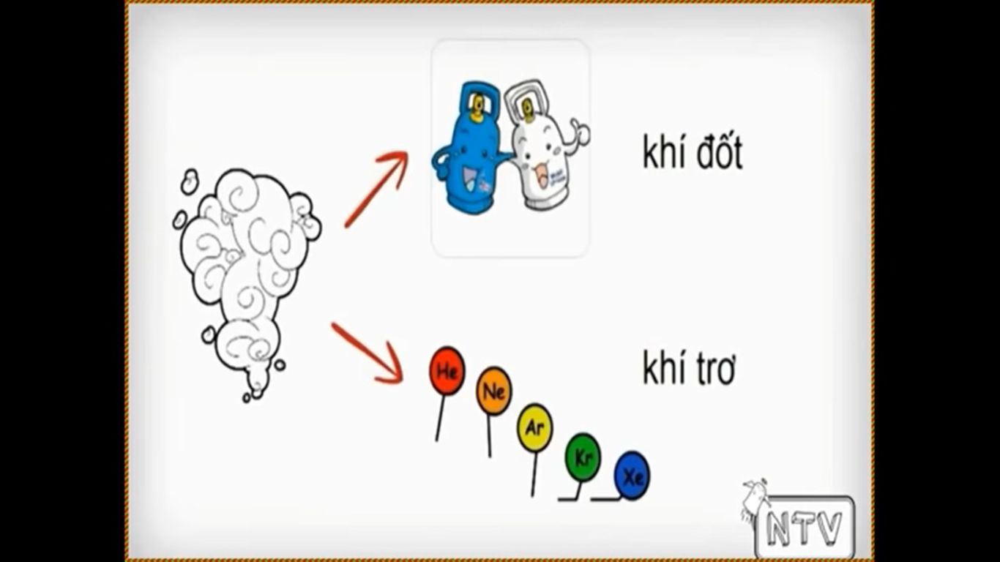 khí đốt
He
Ne
Ar
Kr
Xe
khí trơ
NTV